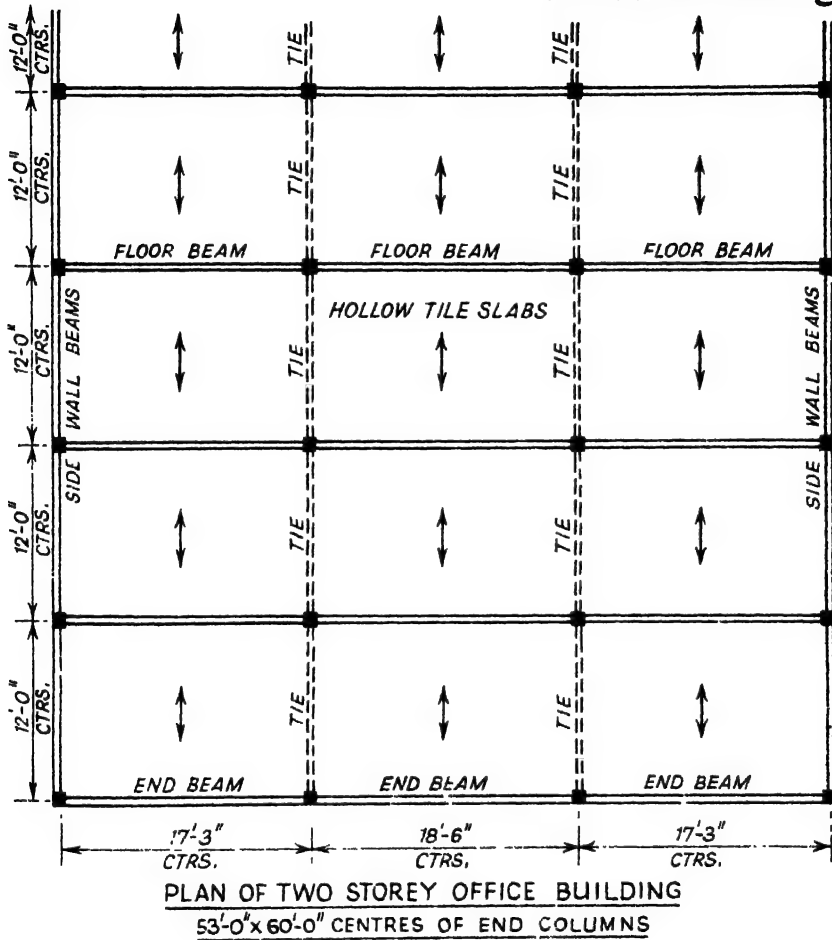 12'-0" CTRS. TIE TIE
12'-0" CTRS. TIE TIE
FLOOR BEAM FLOOR BEAM FLOOR BEAM
HOLLOW TILE SLABS
12'-0" CTRS. SIDE WALL BEAMS TIE TIE SIDE WALL BEAMS
12'-0" CTRS. TIE TIE
12'-0" CTRS. TIE TIE
END BEAM END BEAM END BEAM
17'-3" 18'-6" 17'-3"
CTRS. CTRS. CTRS.
PLAN OF TWO STOREY OFFICE BUILDING
53'-0" x 60'-0" CENTRES OF END COLUMNS